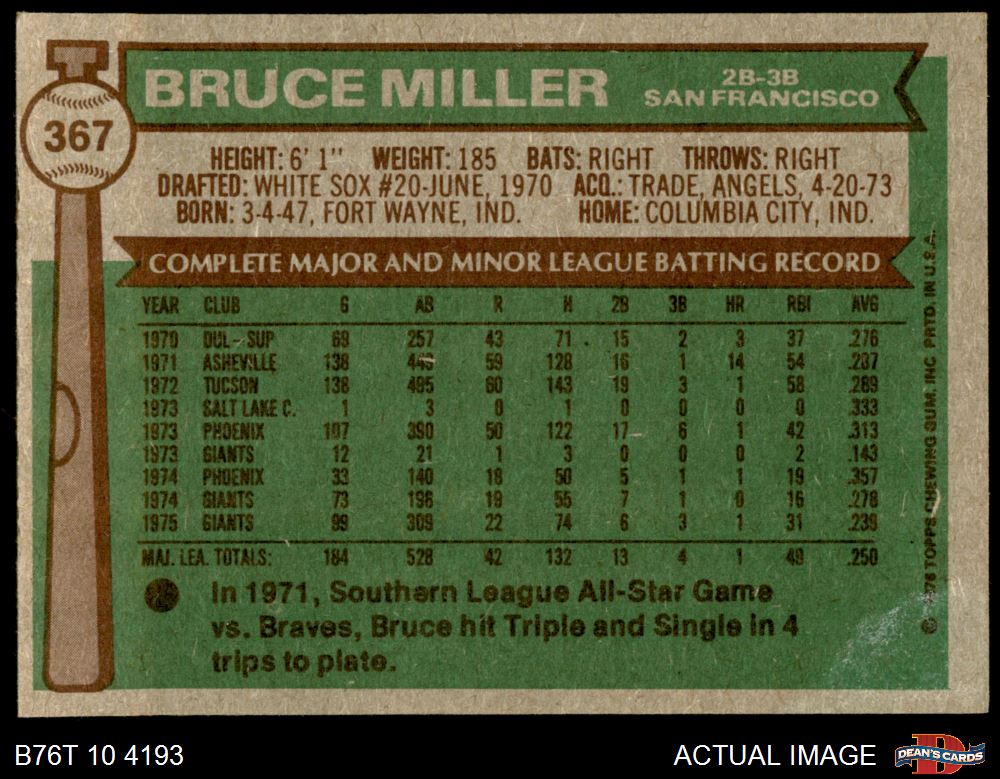 367
BRUCE MILLER
2B-3B
SAN FRANCISCO
HEIGHT: 6' 1" WEIGHT: 185 BATS: RIGHT THROWS: RIGHT
DRAFTED: WHITE SOX #20-JUNE, 1970 ACQ.: TRADE, ANGELS, 4-20-73
BORN: 3-4-47, FORT WAYNE, IND. HOME: COLUMBIA CITY, IND.
COMPLETE MAJOR AND MINOR LEAGUE BATTING RECORD
YEAR CLUB G AB R H 2B 3B HR RBI AVG
1970 DUL-SUP 69 257 43 71 15 2 3 37 .276
1971 ASHEVILLE 138 59 128 16 1 14 54 .287
1972 TUCSON 138 495 60 143 19 3 1 58 .289
1973 SALT LAKE C. 1 3 0 1 0 0 0 0 .333
1973 PHOENIX 107 390 50 122 17 6 1 42 .313
1973 GIANTS 12 21 1 3 0 0 0 2 .143
1974 PHOENIX 33 140 18 50 5 1 1 19 .357
1974 GIANTS 73 198 19 55 7 1 0 16 .278
1975 GIANTS 99 309 22 74 6 3 1 31 .239
MAJ. LEA. TOTALS: 184 528 42 132 13 4 1 49 .250
In 1971, Southern League All-Star Game
vs. Braves, Bruce hit Triple and Single in 4
trips to plate.
© 1976 TOPPS CHEWING GUM, INC. PRTD. IN U.S.A.
B76T 10 4193
ACTUAL IMAGE
DEAN'S CARDS